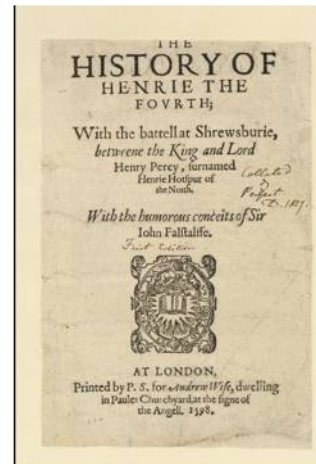 THE
HISTORY OF
HENRIE THE
FOVRTH;
With the battell at Shrewsburie,
betweene the King and Lord
Henry Percy, surnamed
Henrie Hotspur of
the North.
Collated
&
Perfect
With the humorous conceits of Sir
Iohn Falstalffe.
First Edition
AT LONDON,
Printed by P. S. for Andrew Wise, dwelling
in Paules Churchyard, at the signe of
the Angell. 1598.